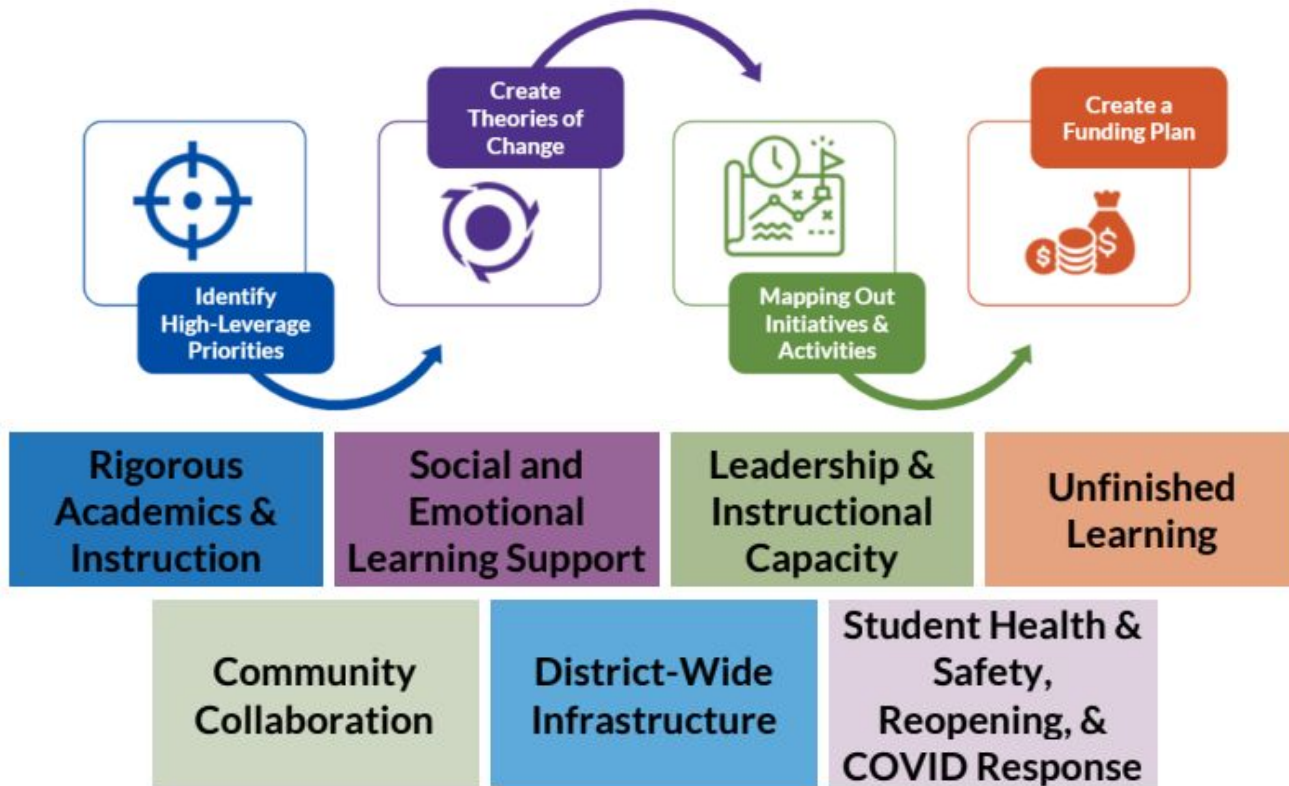 Create
Theories of
Change
Create a
Funding Plan
$
$
Identify
High-Leverage
Priorities
Mapping Out
Initiatives &
Activities
Rigorous
Academics &
Instruction
Social and
Emotional
Learning Support
Leadership &
Instructional
Capacity
Unfinished
Learning
Community
Collaboration
District-Wide
Infrastructure
Student Health &
Safety,
Reopening, &
COVID Response